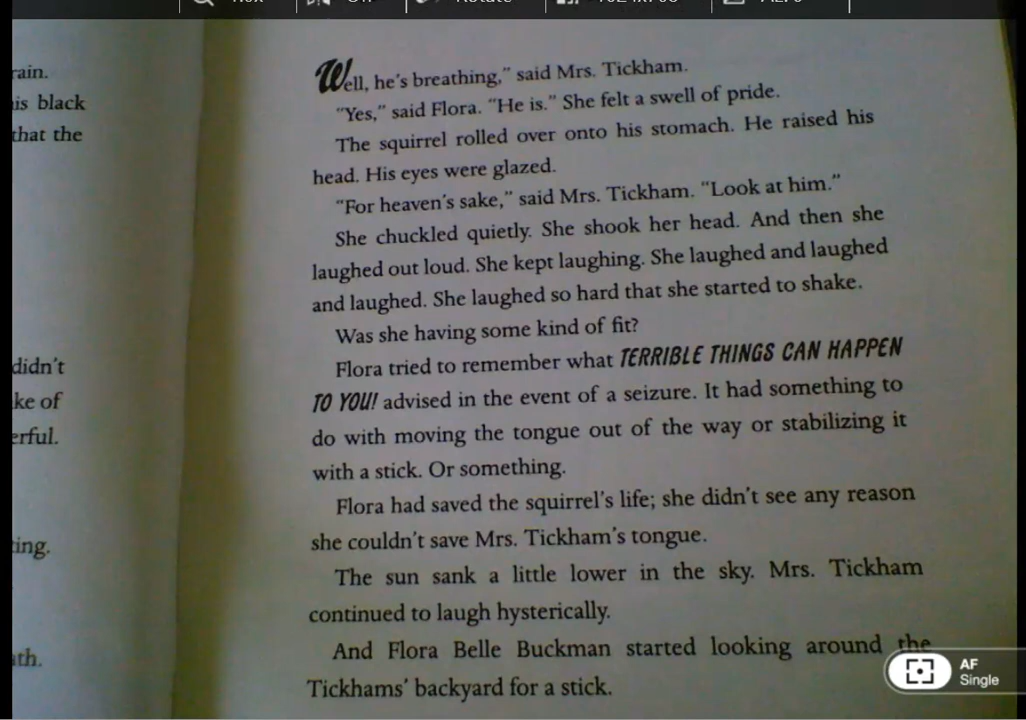 rain.
is black
that the
didn't
ke of
erful.
ting.
ath.
Well, he's breathing," said Mrs. Tickham.
"Yes," said Flora. "He is." She felt a swell of pride.
The squirrel rolled over onto his stomach. He raised his
head. His eyes were glazed.
"For heaven's sake," said Mrs. Tickham. "Look at him."
She chuckled quietly. She shook her head. And then she
laughed out loud. She kept laughing. She laughed and laughed
and laughed. She laughed so hard that she started to shake.
Was she having some kind of fit?
Flora tried to remember what TERRIBLE THINGS CAN HAPPEN
TO YOU! advised in the event of a seizure. It had something to
do with moving the tongue out of the way or stabilizing it
with a stick. Or something.
Flora had saved the squirrel's life; she didn't see any reason
she couldn't save Mrs. Tickham's tongue.
The sun sank a little lower in the sky. Mrs. Tickham
continued to laugh hysterically.
And Flora Belle Buckman started looking around the
Tickhams' backyard for a stick.
AF
Single